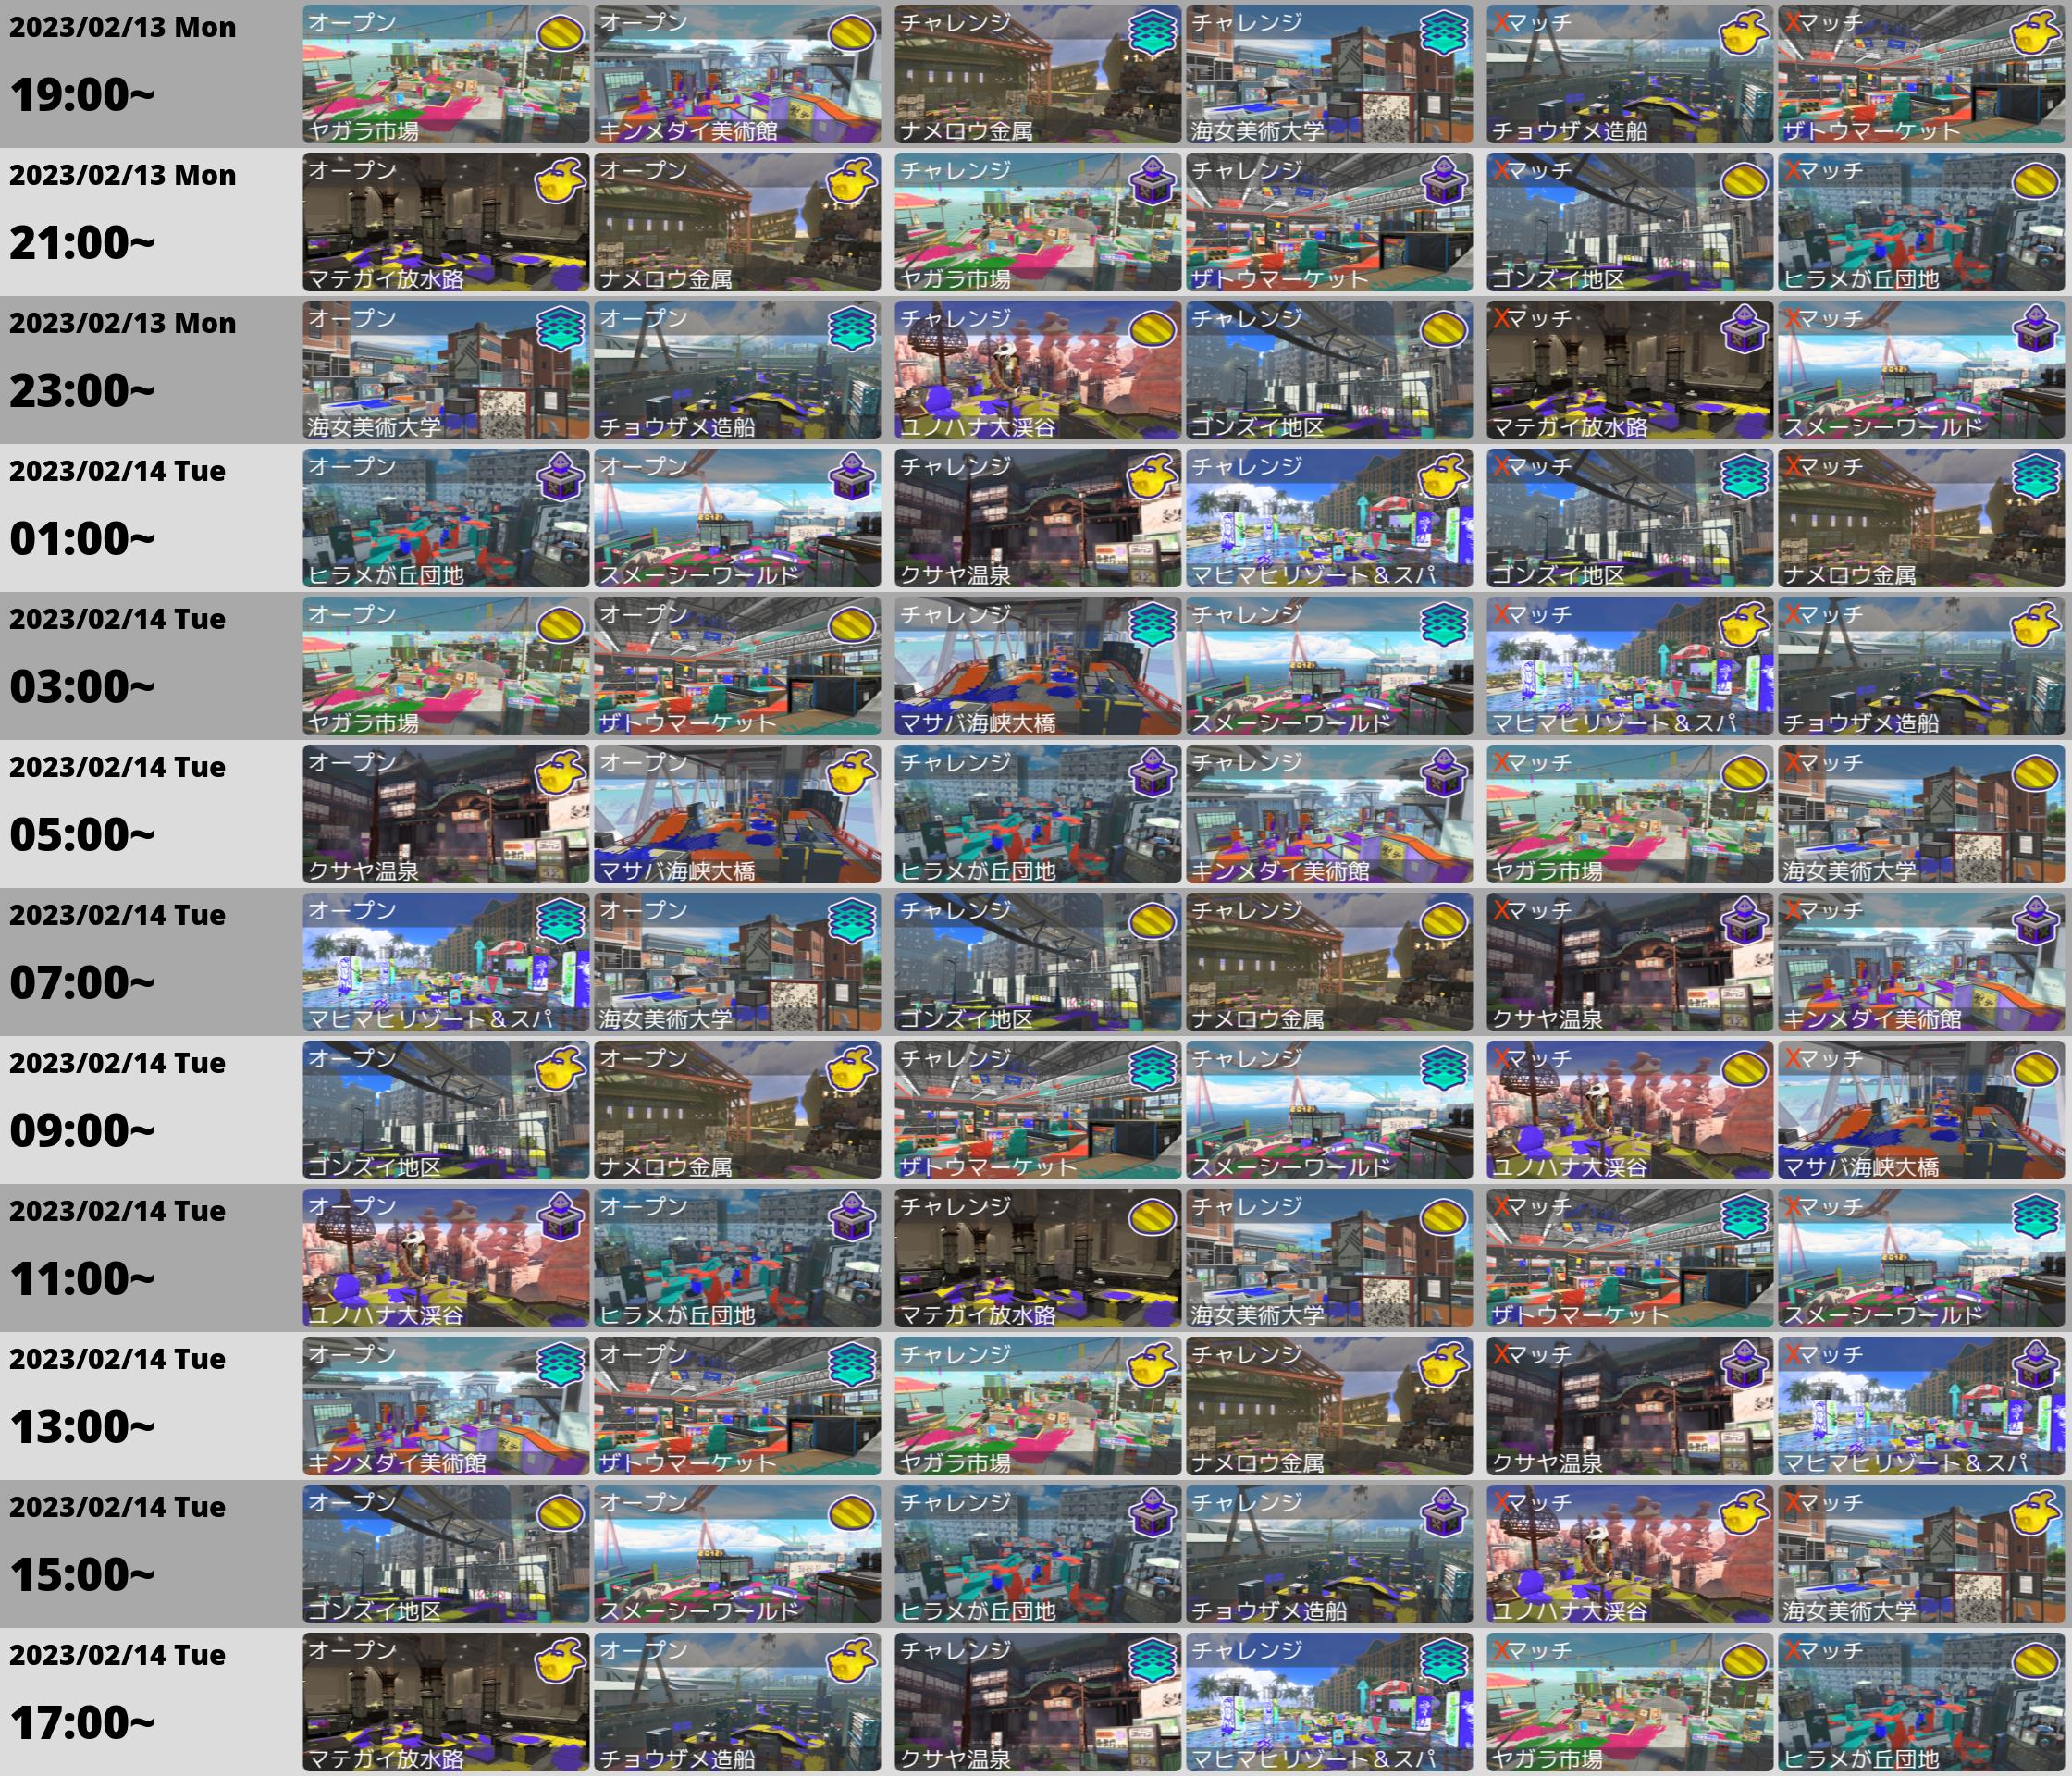 2023/02/13 Mon
19:00~
オープン オープン チャレンジ チャレンジ Xマッチ Xマッチ
ヤガラ市場 キンメダイ美術館 ナメロウ金属 海女美術大学 チョウザメ造船 ザトウマーケット
2023/02/13 Mon
21:00~
オープン オープン チャレンジ チャレンジ Xマッチ Xマッチ
マテガイ放水路 ナメロウ金属 ヤガラ市場 ザトウマーケット ゴンズイ地区 ヒラメが丘団地
2023/02/13 Mon
23:00~
オープン オープン チャレンジ チャレンジ Xマッチ Xマッチ
海女美術大学 チョウザメ造船 ユノハナ大渓谷 ゴンズイ地区 マテガイ放水路 スメーシーワールド
2023/02/14 Tue
01:00~
オープン オープン チャレンジ チャレンジ Xマッチ Xマッチ
ヒラメが丘団地 スメーシーワールド クサヤ温泉 マヒマヒリゾート＆スパ ゴンズイ地区 ナメロウ金属
2023/02/14 Tue
03:00~
オープン オープン チャレンジ チャレンジ Xマッチ Xマッチ
ヤガラ市場 ザトウマーケット マサバ海峡大橋 スメーシーワールド マヒマヒリゾート＆スパ チョウザメ造船
2023/02/14 Tue
05:00~
オープン オープン チャレンジ チャレンジ Xマッチ Xマッチ
クサヤ温泉 マサバ海峡大橋 ヒラメが丘団地 キンメダイ美術館 ヤガラ市場 海女美術大学
2023/02/14 Tue
07:00~
オープン オープン チャレンジ チャレンジ Xマッチ Xマッチ
マヒマヒリゾート＆スパ 海女美術大学 ゴンズイ地区 ナメロウ金属 クサヤ温泉 キンメダイ美術館
2023/02/14 Tue
09:00~
オープン オープン チャレンジ チャレンジ Xマッチ Xマッチ
ゴンズイ地区 ナメロウ金属 ザトウマーケット スメーシーワールド ユノハナ大渓谷 マサバ海峡大橋
2023/02/14 Tue
11:00~
オープン オープン チャレンジ チャレンジ Xマッチ Xマッチ
ユノハナ大渓谷 ヒラメが丘団地 マテガイ放水路 海女美術大学 ザトウマーケット スメーシーワールド
2023/02/14 Tue
13:00~
オープン オープン チャレンジ チャレンジ Xマッチ Xマッチ
キンメダイ美術館 ザトウマーケット ヤガラ市場 ナメロウ金属 クサヤ温泉 マヒマヒリゾート＆スパ
2023/02/14 Tue
15:00~
オープン オープン チャレンジ チャレンジ Xマッチ Xマッチ
ゴンズイ地区 スメーシーワールド ヒラメが丘団地 チョウザメ造船 ユノハナ大渓谷 海女美術大学
2023/02/14 Tue
17:00~
オープン オープン チャレンジ チャレンジ Xマッチ Xマッチ
マテガイ放水路 チョウザメ造船 クサヤ温泉 マヒマヒリゾート＆スパ ヤガラ市場 ヒラメが丘団地